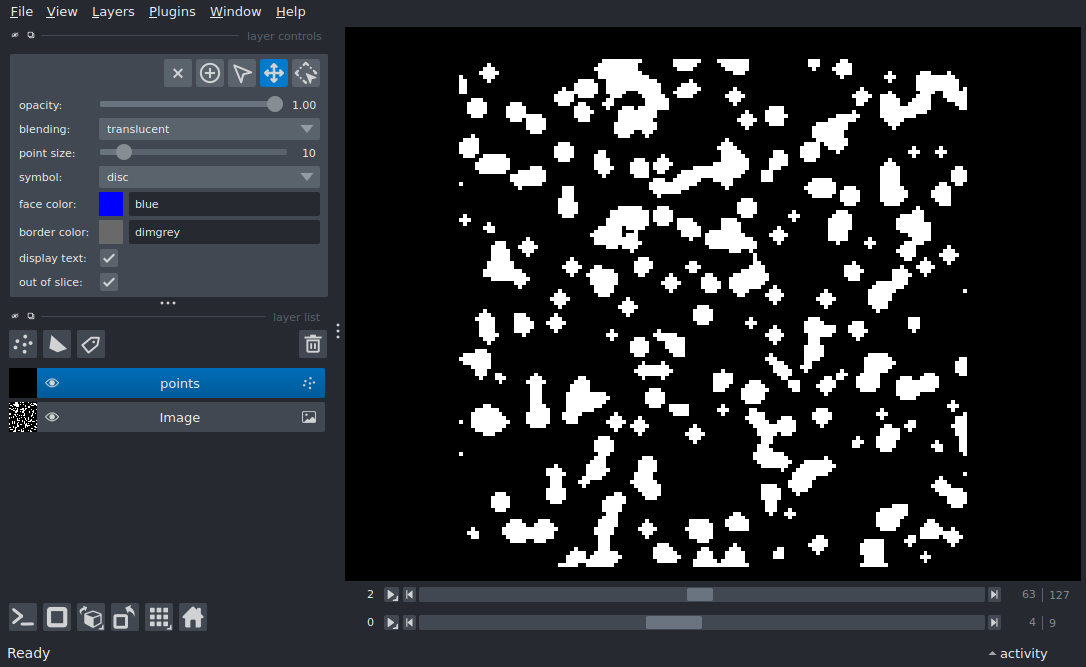 File View Layers Plugins Window Help
layer controls
opacity: 1.00
blending: translucent
point size: 10
symbol: disc
face color: blue
border color: dimgrey
display text:
out of slice:
layer list
points
Image
2 63 127
0 4 9
Ready activity